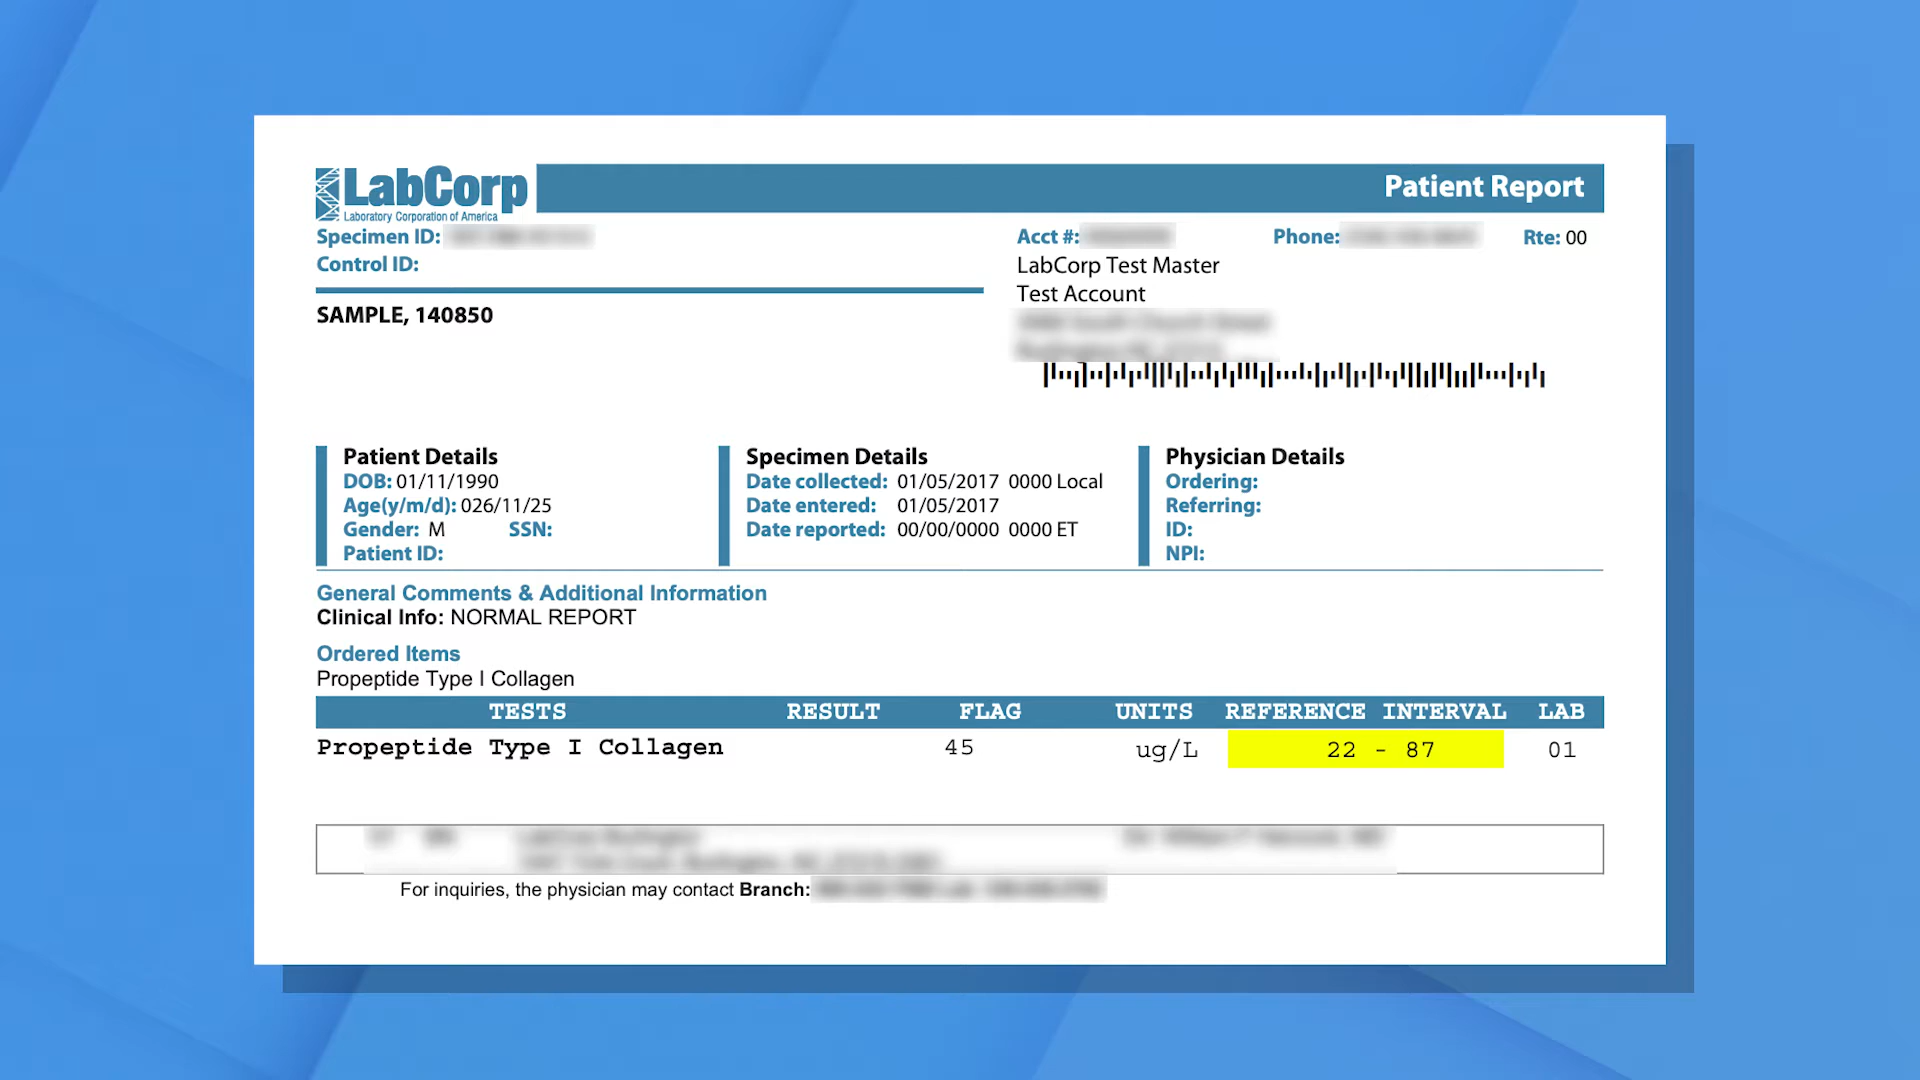 LabCorp
Laboratory Corporation of America
Patient Report
Specimen ID:
Control ID:
SAMPLE, 140850
Acct #: Phone: Rte: 00
LabCorp Test Master
Test Account
Patient Details
DOB: 01/11/1990
Age(y/m/d): 026/11/25
Gender: M SSN:
Patient ID:
Specimen Details
Date collected: 01/05/2017 0000 Local
Date entered: 01/05/2017
Date reported: 00/00/0000 0000 ET
Physician Details
Ordering:
Referring:
ID:
NPI:
General Comments & Additional Information
Clinical Info: NORMAL REPORT
Ordered Items
Propeptide Type I Collagen
TESTS RESULT FLAG UNITS REFERENCE INTERVAL LAB
Propeptide Type I Collagen 45 ug/L 22 - 87 01
For inquiries, the physician may contact Branch: